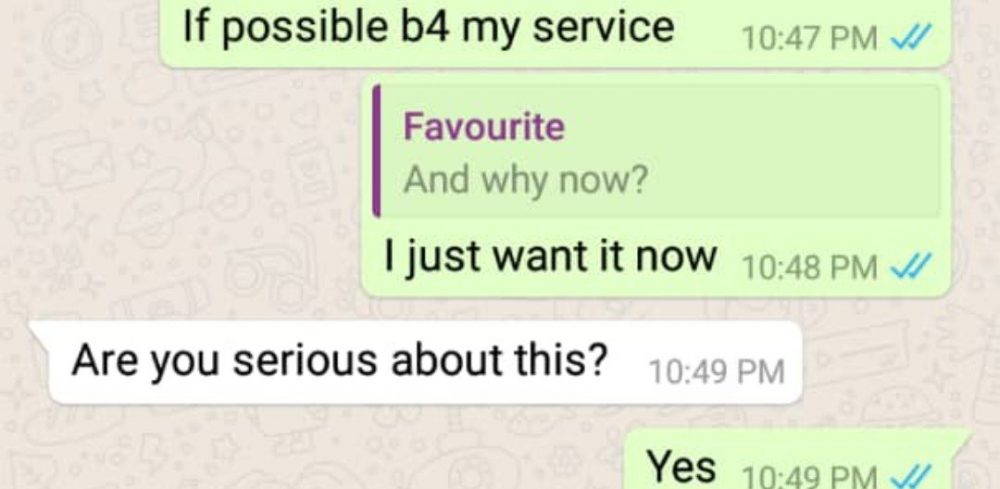 If possible b4 my service 10:47 PM
Favourite
And why now?
I just want it now 10:48 PM
Are you serious about this? 10:49 PM
Yes 10:49 PM